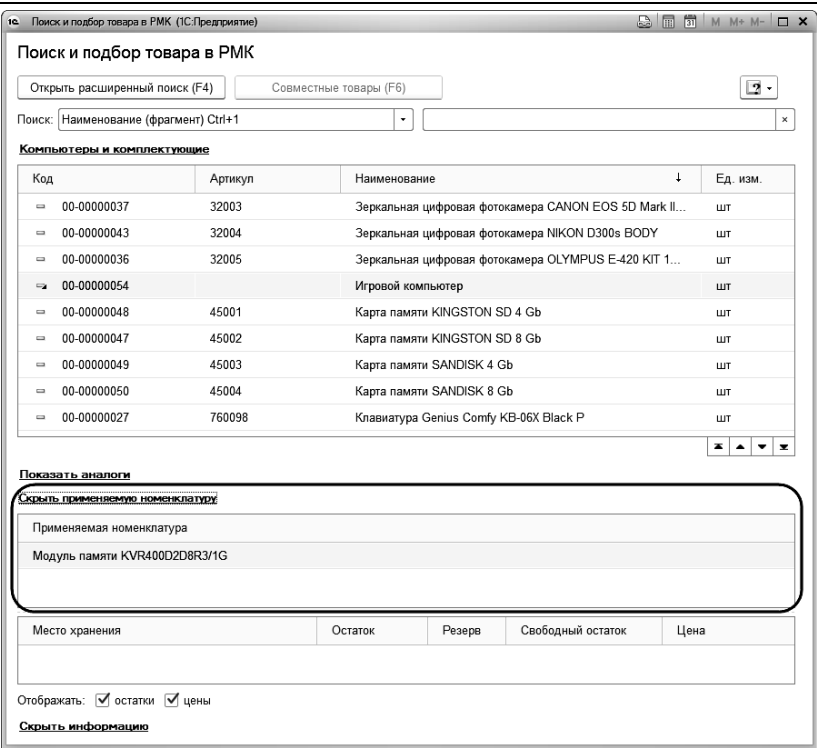 Поиск и подбор товара в РМК (1С:Предприятие) M M+ M-
Поиск и подбор товара в РМК
Открыть расширенный поиск (F4) Совместные товары (F6)
Поиск: Наименование (фрагмент) Ctrl+1
Компьютеры и комплектующие
Код Артикул Наименование Ед. изм.
00-00000037 32003 Зеркальная цифровая фотокамера CANON EOS 5D Mark II... шт
00-00000043 32004 Зеркальная цифровая фотокамера NIKON D300s BODY шт
00-00000036 32005 Зеркальная цифровая фотокамера OLYMPUS E-420 KIT 1... шт
00-00000054 Игровой компьютер шт
00-00000048 45001 Карта памяти KINGSTON SD 4 Gb шт
00-00000047 45002 Карта памяти KINGSTON SD 8 Gb шт
00-00000049 45003 Карта памяти SANDISK 4 Gb шт
00-00000050 45004 Карта памяти SANDISK 8 Gb шт
00-00000027 760098 Клавиатура Genius Comfy KB-06X Black P шт
Показать аналоги
Скрыть применяемую номенклатуру
Применяемая номенклатура
Модуль памяти KVR400D2D8R3/1G
Место хранения Остаток Резерв Свободный остаток Цена
Отображать: остатки цены
Скрыть информацию